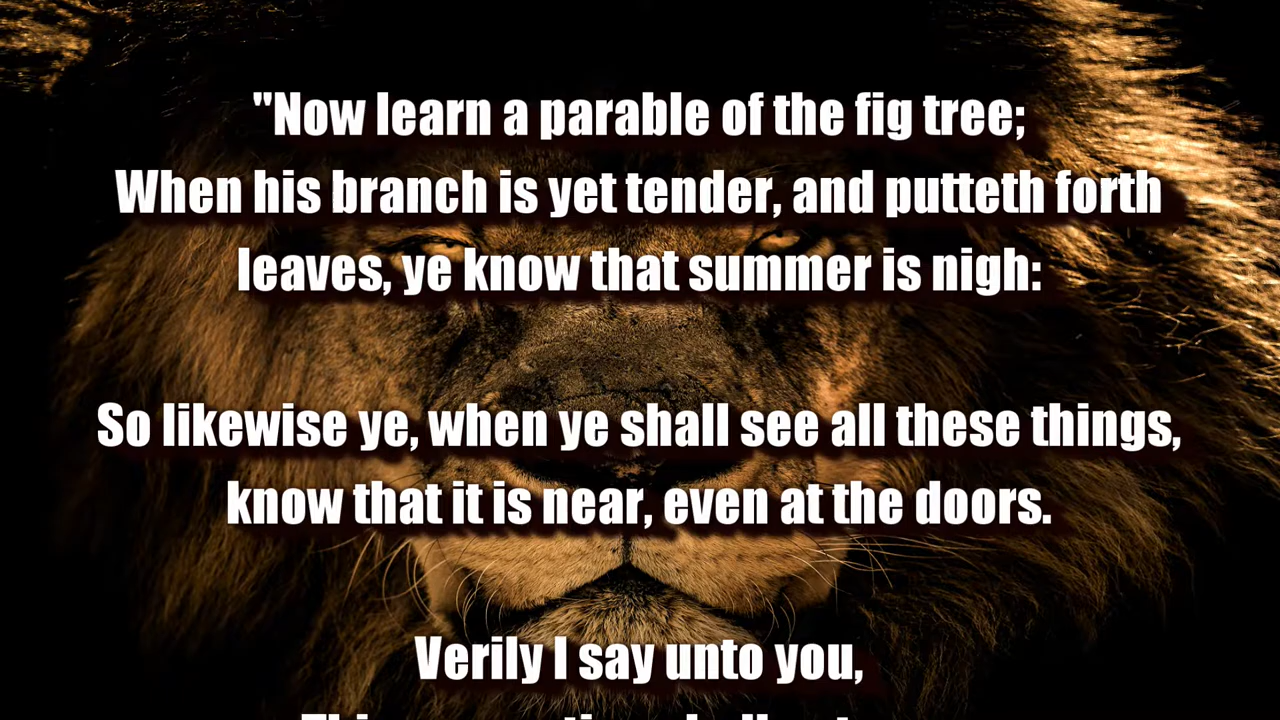 "Now learn a parable of the fig tree;
When his branch is yet tender, and putteth forth
leaves, ye know that summer is nigh:
So likewise ye, when ye shall see all these things,
know that it is near, even at the doors.
Verily I say unto you,